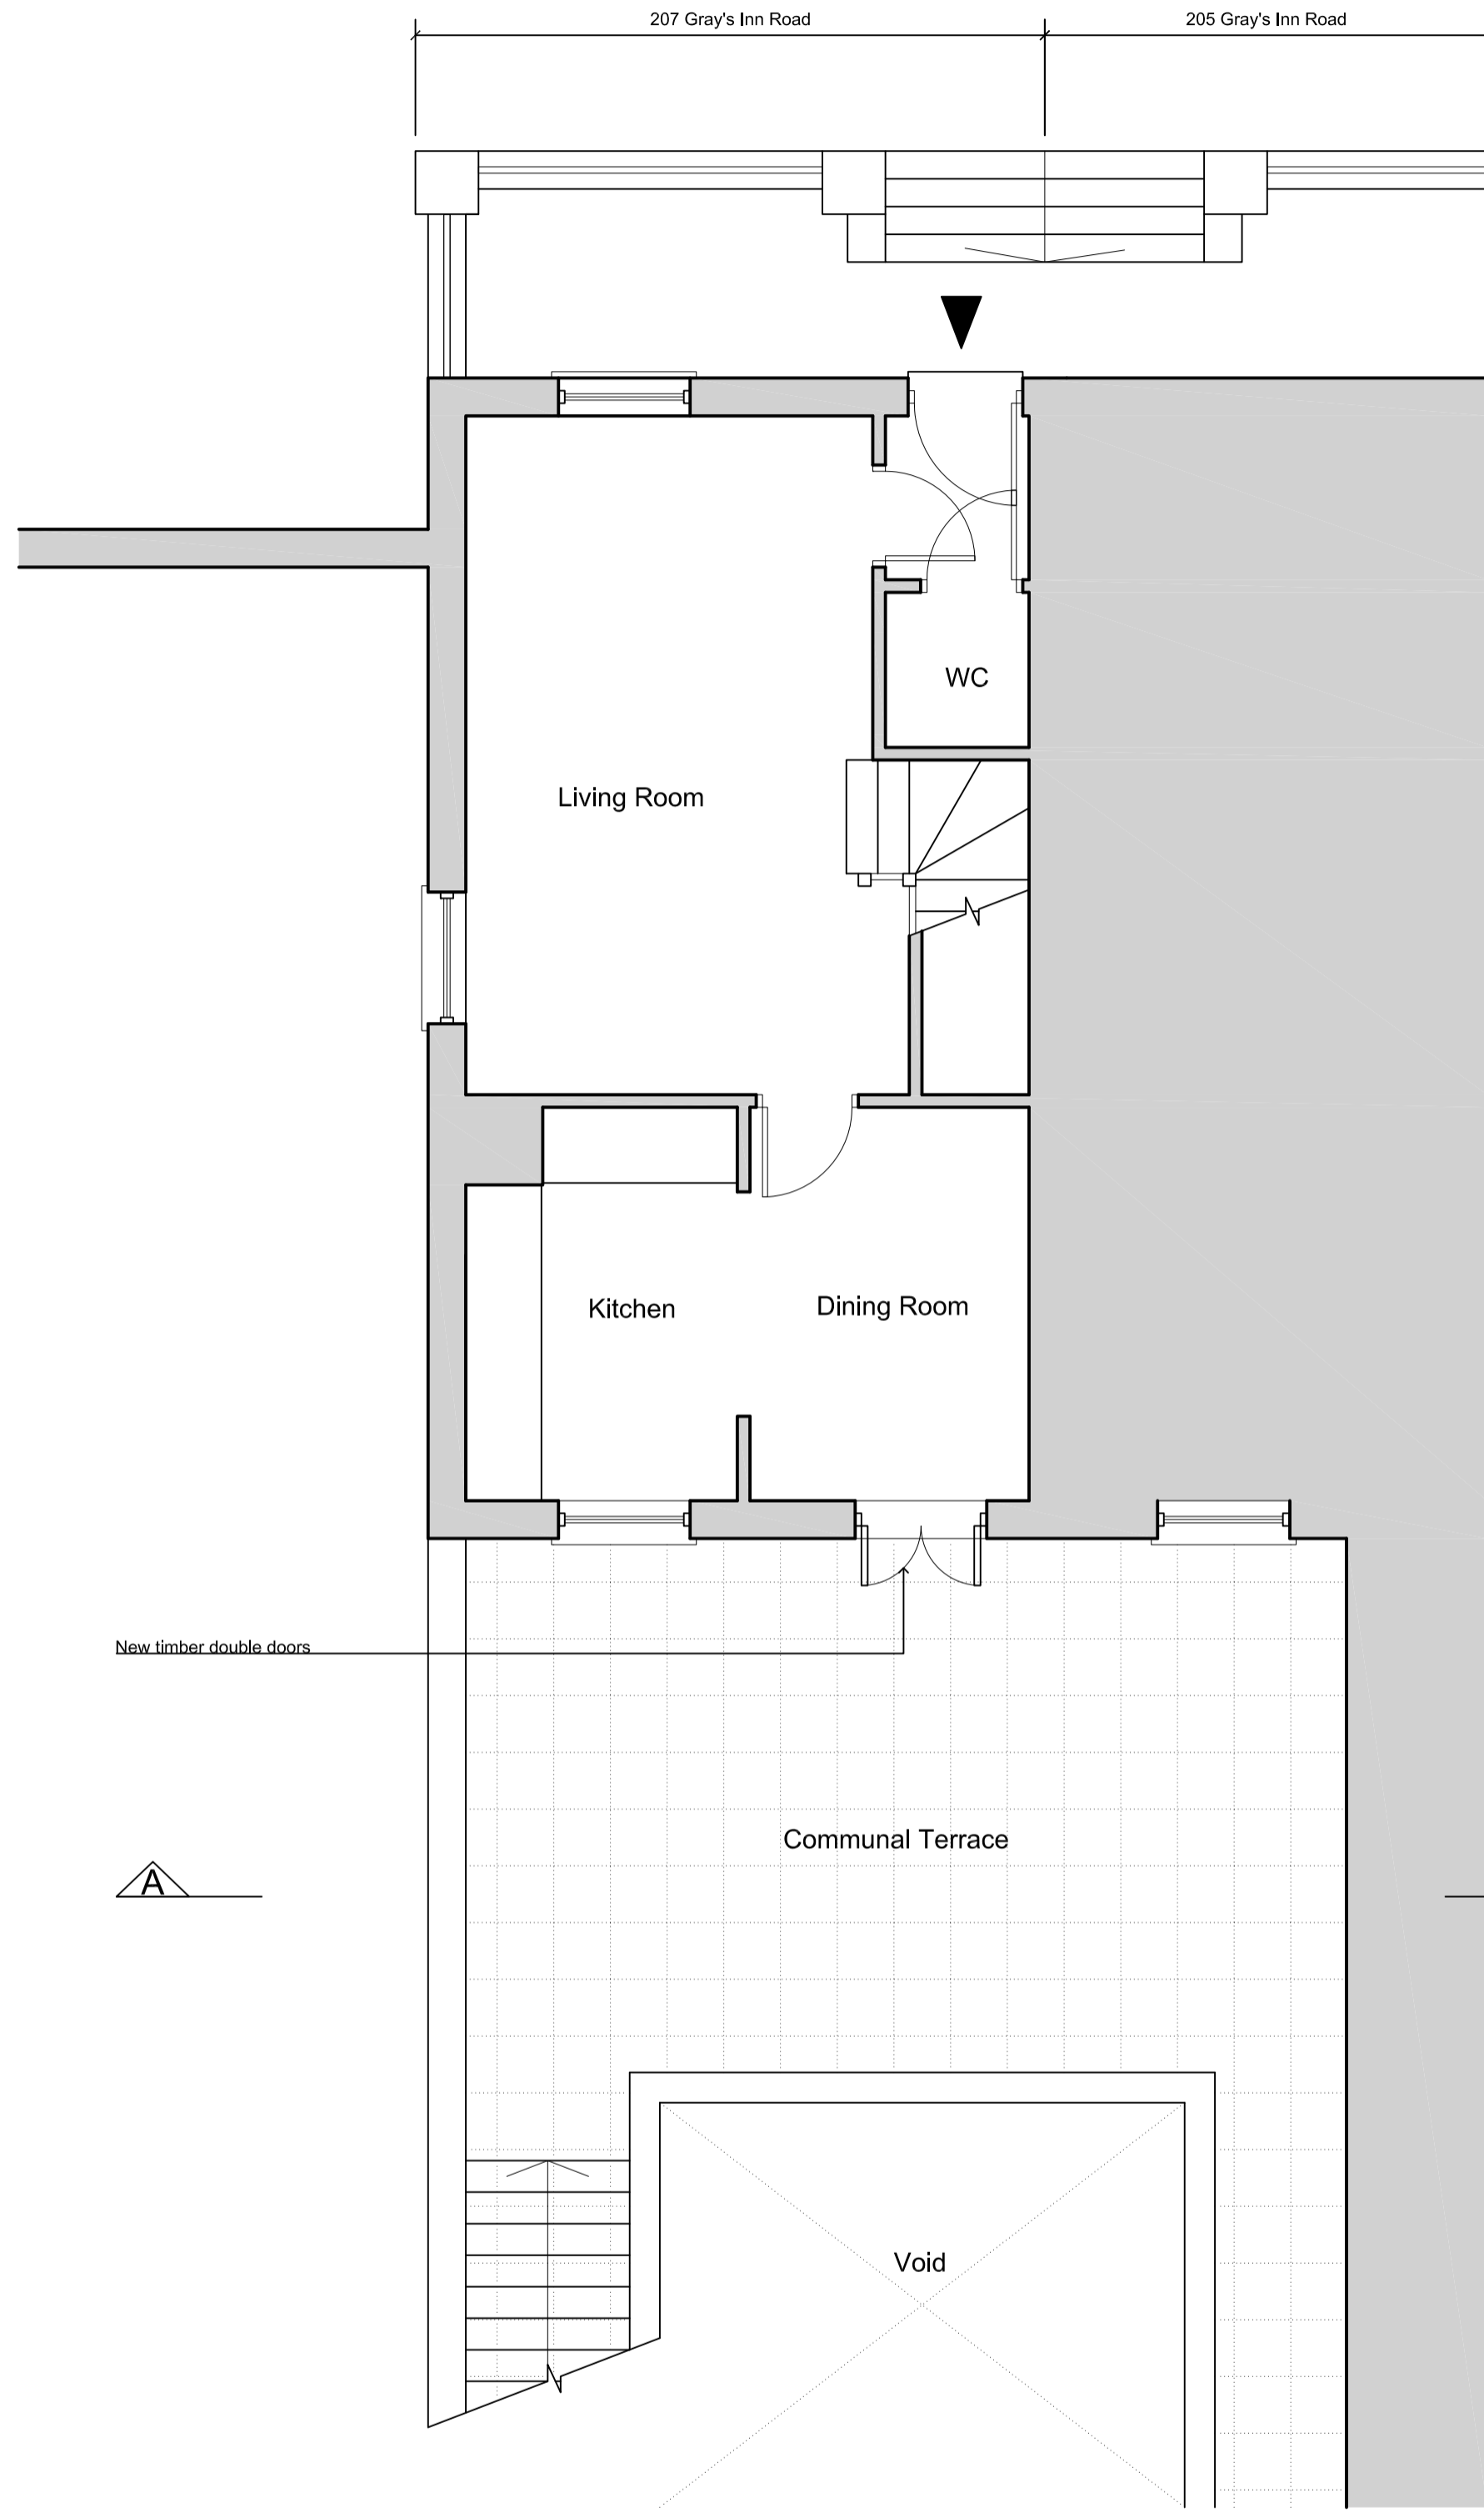 207 Gray's Inn Road
205 Gray's Inn Road
WC
Living Room
Kitchen
Dining Room
New timber double doors
Communal Terrace
A
Void